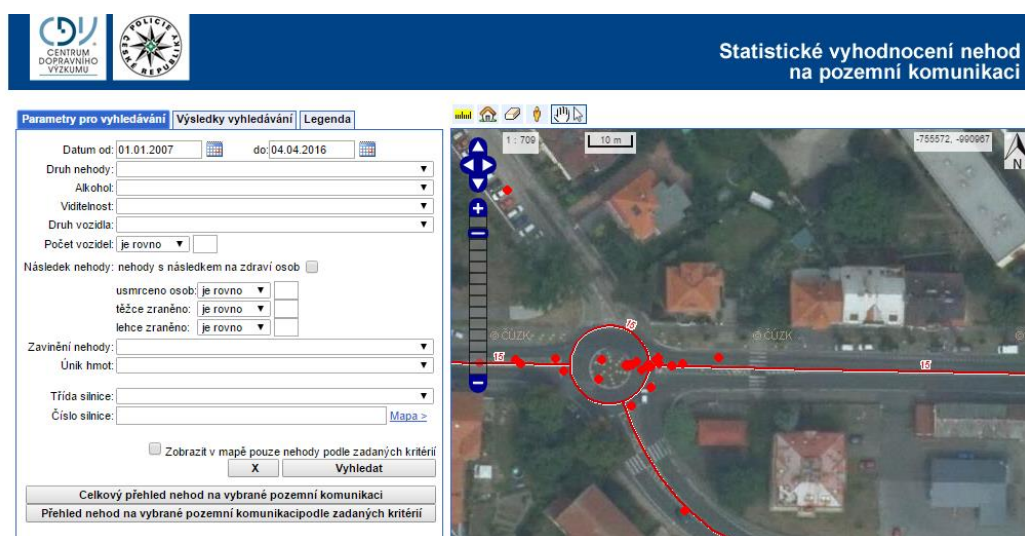 CDV
CENTRUM
DOPRAVNÍHO
VÝZKUMU
POLICIE
ČESKÉ REPUBLIKY
Statistické vyhodnocení nehod
na pozemní komunikaci
Parametry pro vyhledávání Výsledky vyhledávání Legenda
Datum od: 01.01.2007 do: 04.04.2016
Druh nehody:
Alkohol:
Viditelnost:
Druh vozidla:
Počet vozidel: je rovno
Následek nehody: nehody s následkem na zdraví osob
usmrceno osob: je rovno
těžce zraněno: je rovno
lehce zraněno: je rovno
Zavinění nehody:
Únik hmot:
Třída silnice:
Číslo silnice: Mapa >
Zobrazit v mapě pouze nehody podle zadaných kritérií
X Vyhledat
Celkový přehled nehod na vybrané pozemní komunikaci
Přehled nehod na vybrané pozemní komunikacipodle zadaných kritérií
1 : 709 10 m -755572, -990967
N
15
© ČÚZK © ČÚZK
15 15